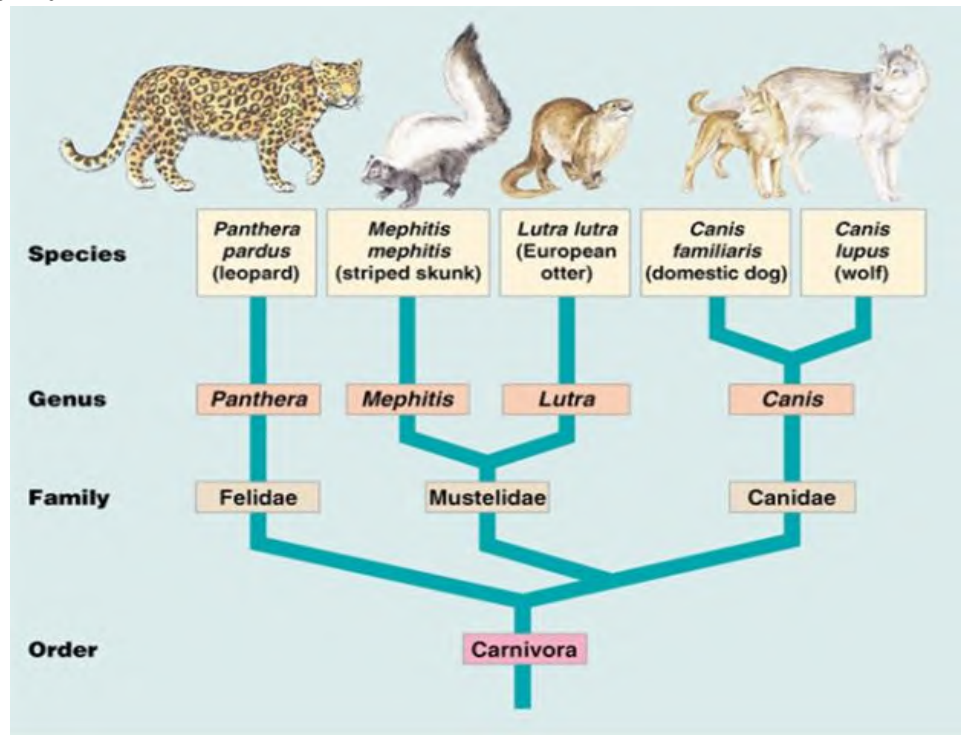 Species
Panthera
pardus
(leopard)
Mephitis
mephitis
(striped skunk)
Lutra lutra
(European
otter)
Canis
familiaris
(domestic dog)
Canis
lupus
(wolf)
Genus
Panthera
Mephitis
Lutra
Canis
Family
Felidae
Mustelidae
Canidae
Order
Carnivora